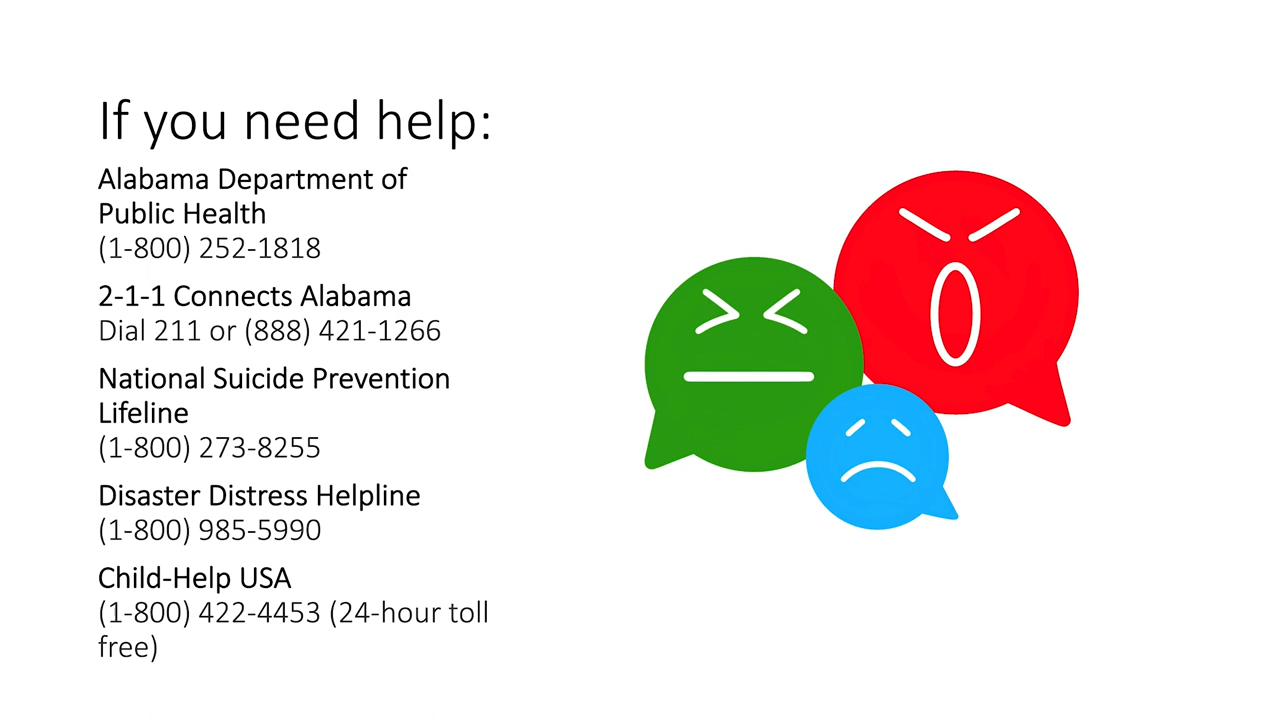 If you need help:
Alabama Department of
Public Health
(1-800) 252-1818
2-1-1 Connects Alabama
Dial 211 or (888) 421-1266
National Suicide Prevention
Lifeline
(1-800) 273-8255
Disaster Distress Helpline
(1-800) 985-5990
Child-Help USA
(1-800) 422-4453 (24-hour toll
free)